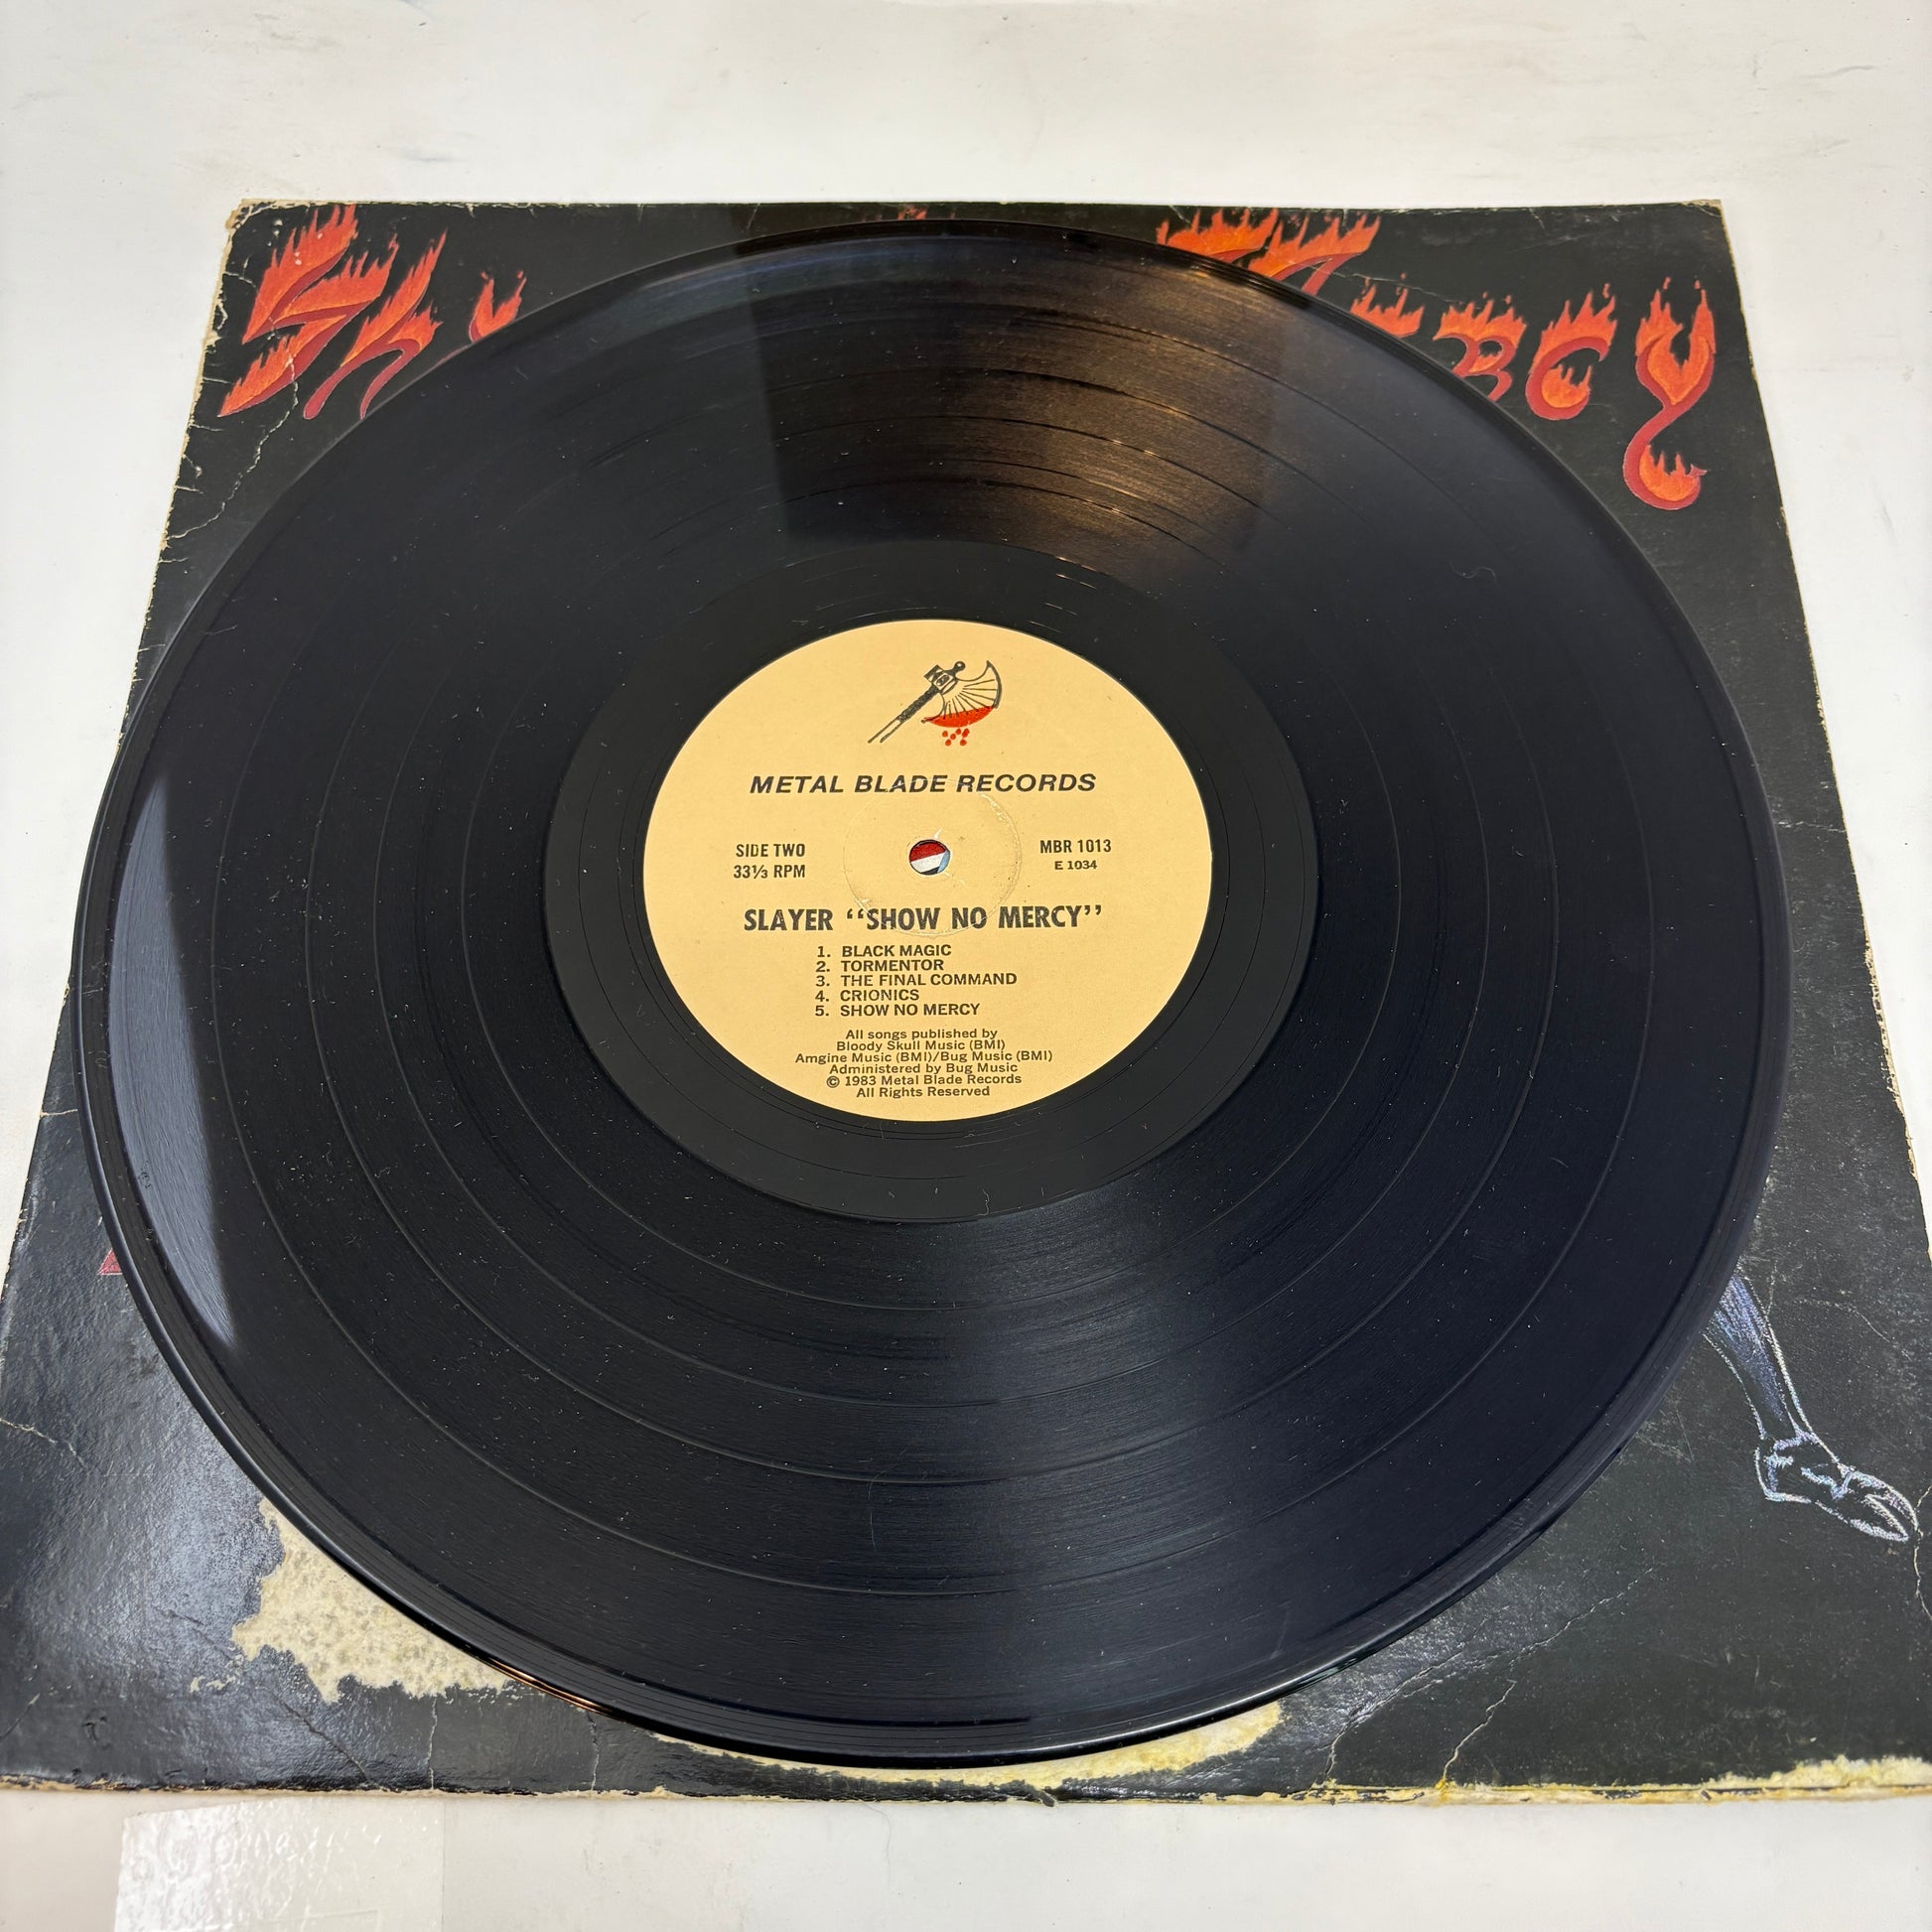 Mercy
METAL BLADE RECORDS
SIDE TWO
33⅓ RPM
MBR 1013
E 1034
SLAYER “SHOW NO MERCY”
1. BLACK MAGIC
2. TORMENTOR
3. THE FINAL COMMAND
4. CRIONICS
5. SHOW NO MERCY
All songs published by
Bloody Skull Music (BMI)
Amgine Music (BMI)/Bug Music (BMI)
Administered by Bug Music
© 1983 Metal Blade Records
All Rights Reserved